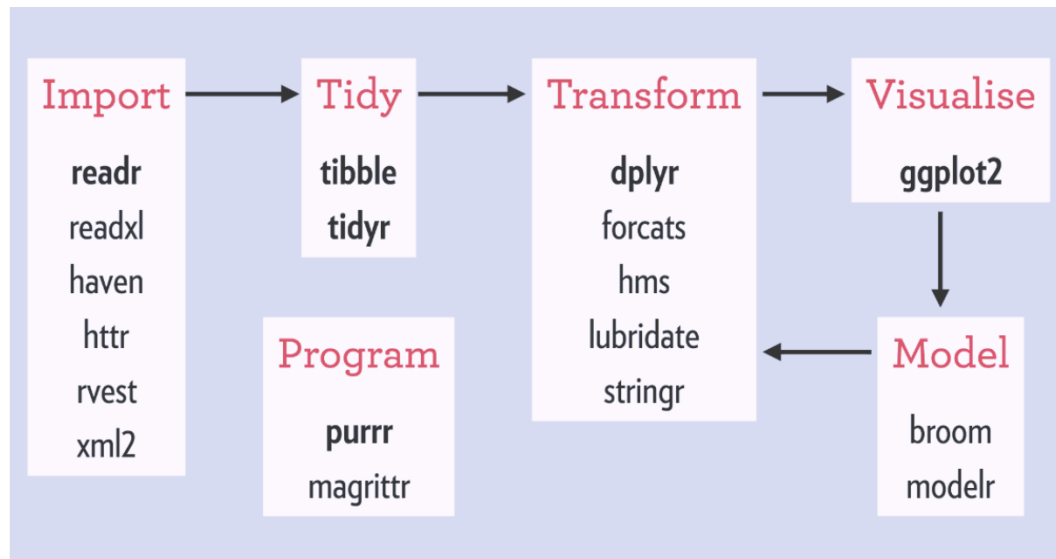 Import
readr
readxl
haven
httr
rvest
xml2
Tidy
tibble
tidyr
Program
purrr
magrittr
Transform
dplyr
forcats
hms
lubridate
stringr
Visualise
ggplot2
Model
broom
modelr